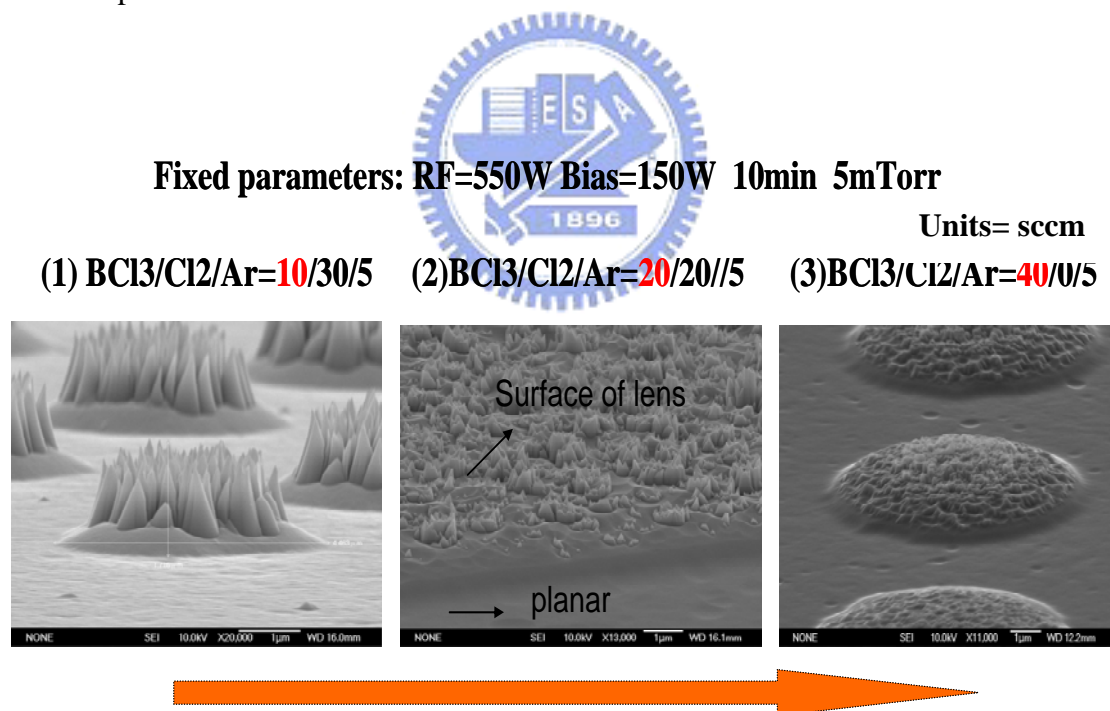 E S A
1896
Fixed parameters: RF=550W Bias=150W 10min 5mTorr
Units= sccm
(1) BCl3/Cl2/Ar=10/30/5
(2)BCl3/Cl2/Ar=20/20//5
(3)BCl3/Cl2/Ar=40/0/5
Surface of lens
planar
NONE SEI 10.0kV X20,000 1μm WD 16.0mm
NONE SEI 10.0kV X13,000 1μm WD 16.1mm
NONE SEI 10.0kV X11,000 1μm WD 12.2mm